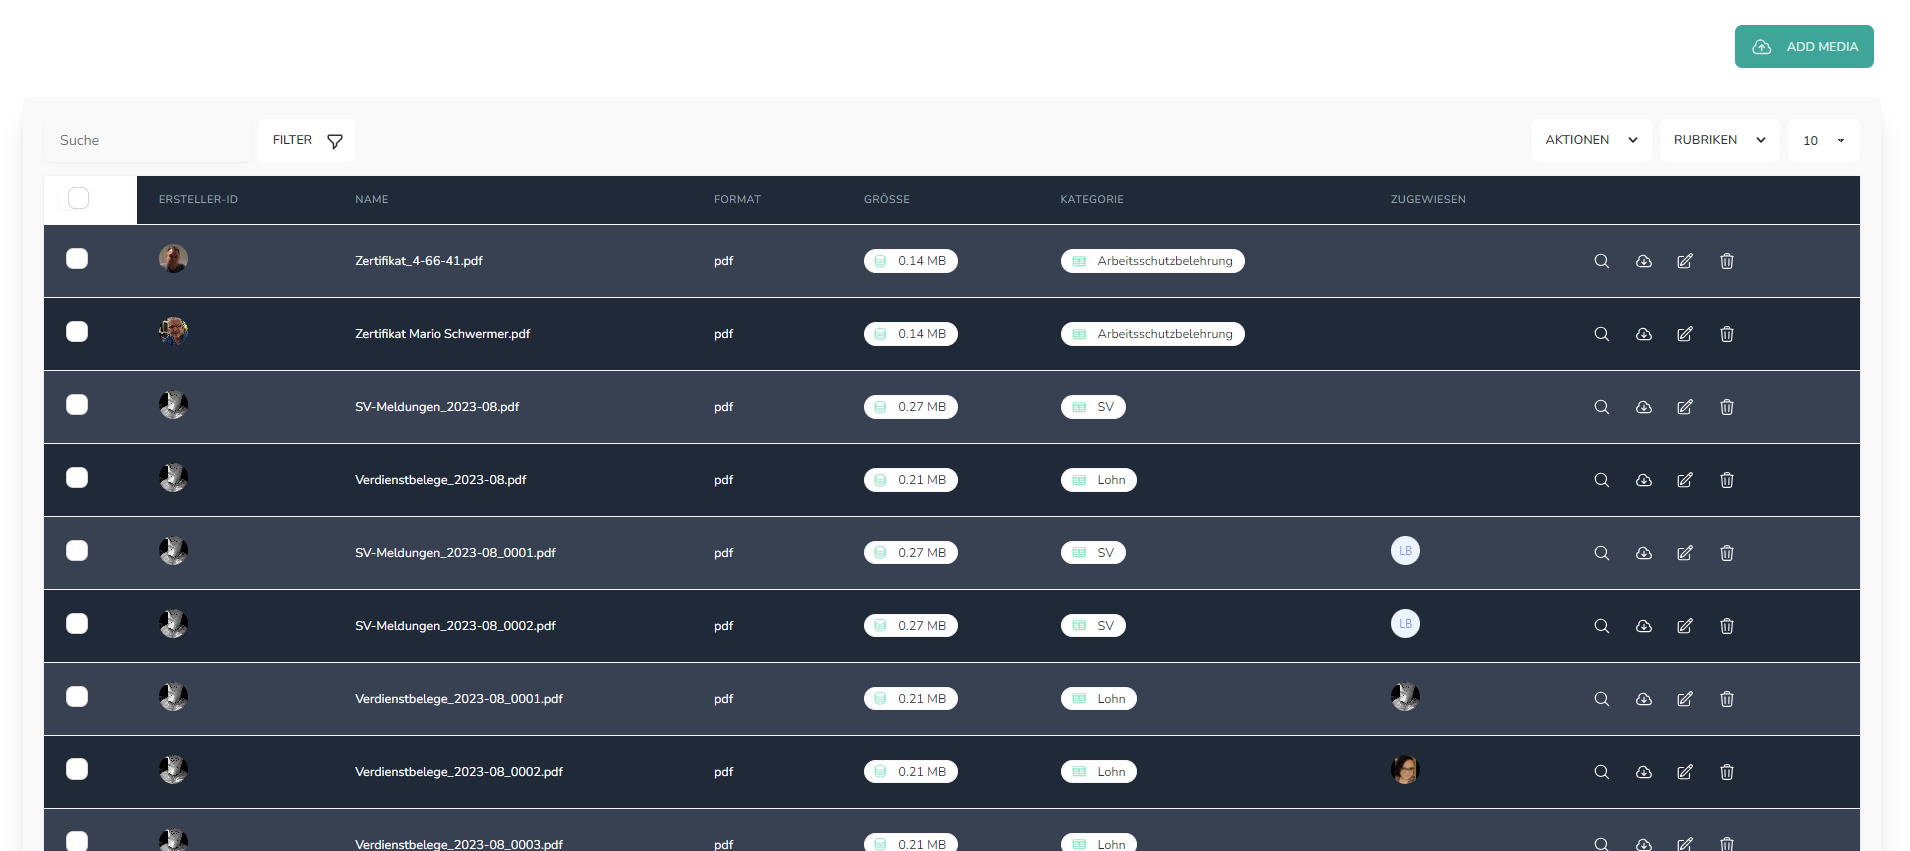 ADD MEDIA
Suche FILTER AKTIONEN RUBRIKEN 10
ERSTELLER-ID NAME FORMAT GRÖSSE KATEGORIE ZUGEWIESEN
Zertifikat_4-66-41.pdf pdf 0.14 MB Arbeitsschutzbelehrung
Zertifikat Mario Schwermer.pdf pdf 0.14 MB Arbeitsschutzbelehrung
SV-Meldungen_2023-08.pdf pdf 0.27 MB SV
Verdienstbelege_2023-08.pdf pdf 0.21 MB Lohn
SV-Meldungen_2023-08_0001.pdf pdf 0.27 MB SV LB
SV-Meldungen_2023-08_0002.pdf pdf 0.27 MB SV LB
Verdienstbelege_2023-08_0001.pdf pdf 0.21 MB Lohn
Verdienstbelege_2023-08_0002.pdf pdf 0.21 MB Lohn
Verdienstbelege_2023-08_0003.pdf pdf 0.21 MB Lohn